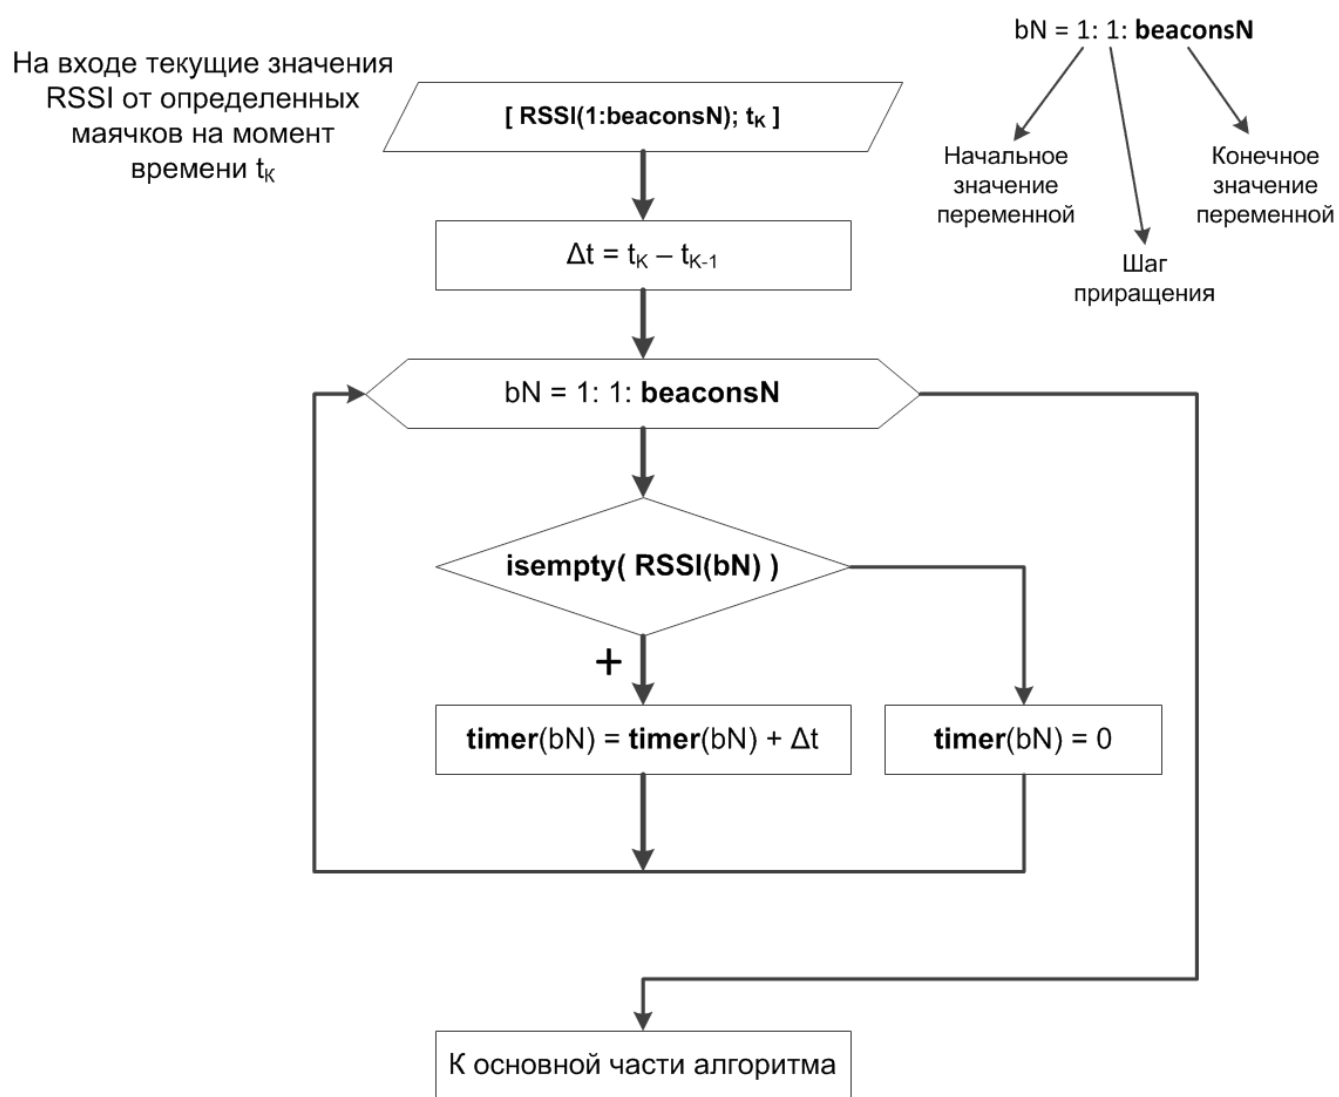 На входе текущие значения
RSSI от определенных
маячков на момент
времени tK
[ RSSI(1:beaconsN); tK ]
bN = 1: 1: beaconsN
Начальное
значение
переменной
Шаг
приращения
Конечное
значение
переменной
Δt = tK – tK-1
bN = 1: 1: beaconsN
isempty( RSSI(bN) )
+
timer(bN) = timer(bN) + Δt
timer(bN) = 0
К основной части алгоритма